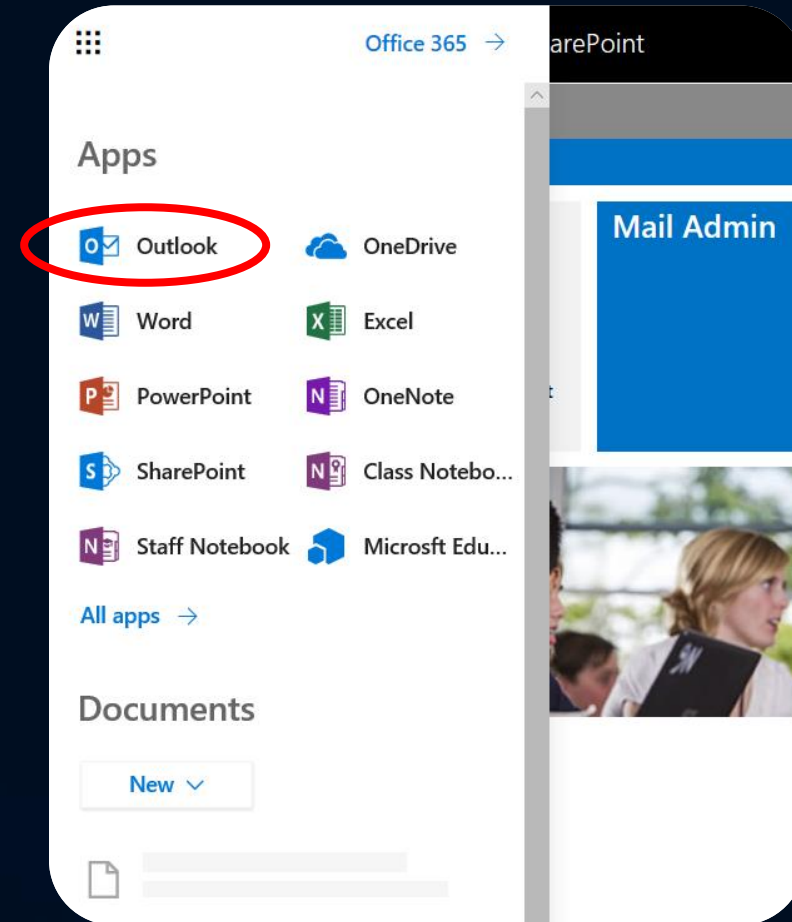 Office 365 →
arePoint
Apps
Outlook
OneDrive
Mail Admin
Word
Excel
PowerPoint
OneNote
t
SharePoint
Class Notebo...
Staff Notebook
Microsft Edu...
All apps →
Documents
New